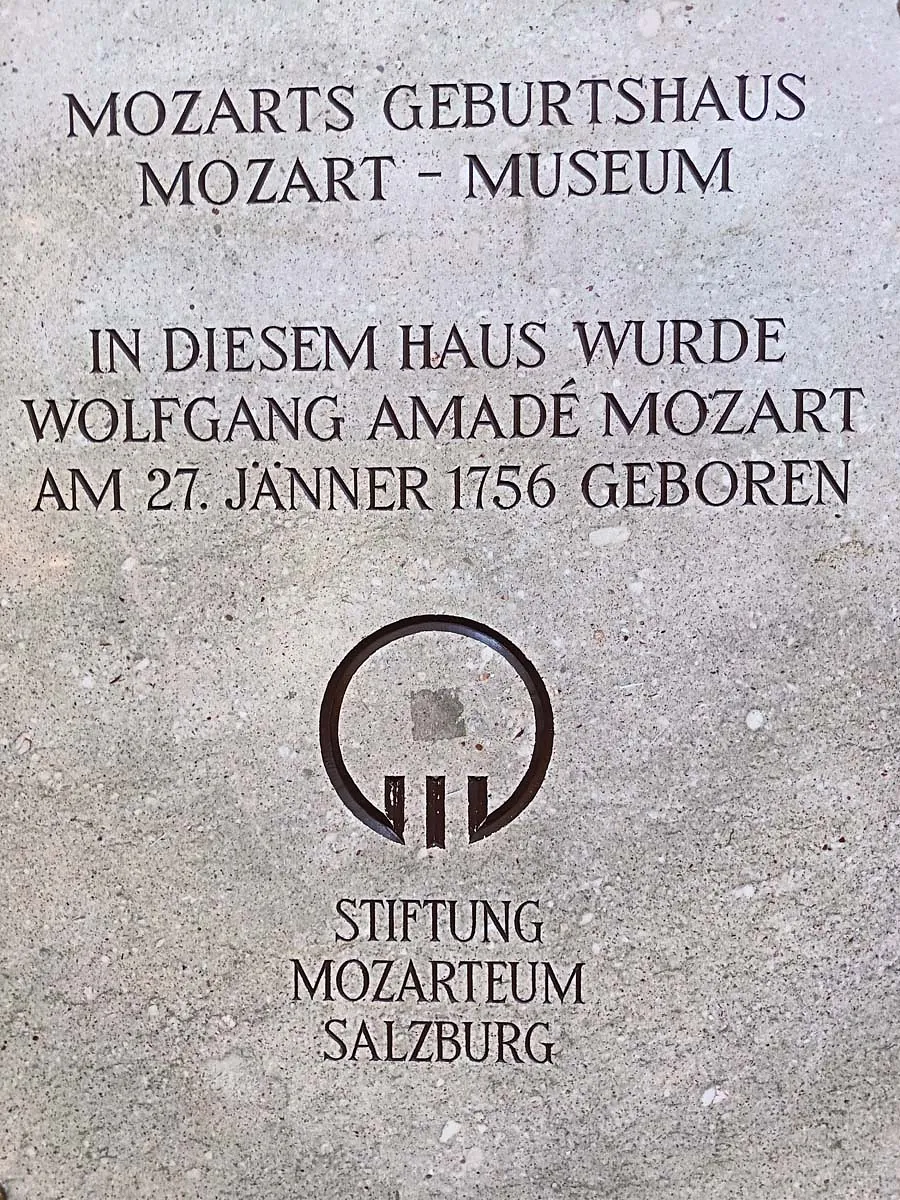 MOZARTS GEBURTSHAUS
MOZART – MUSEUM
IN DIESEM HAUS WURDE
WOLFGANG AMADÉ MOZART
AM 27. JÄNNER 1756 GEBOREN
STIFTUNG
MOZARTEUM
SALZBURG